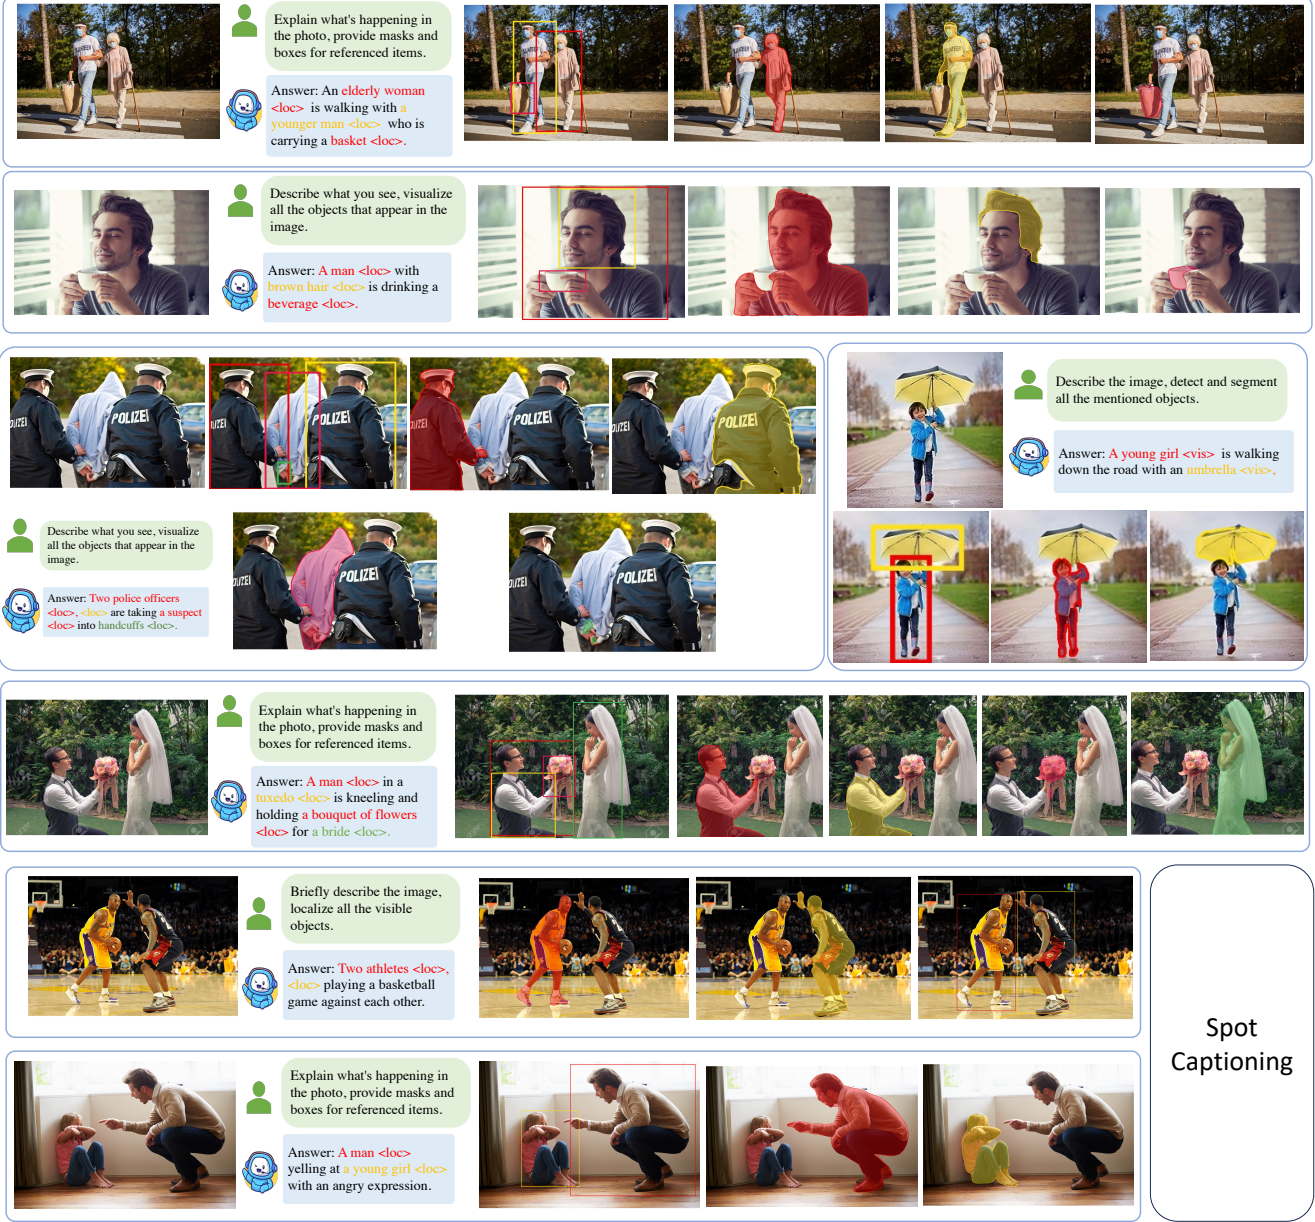 Explain what's happening in
the photo, provide masks and
boxes for referenced items.
Answer: An elderly woman
<loc> is walking with a
younger man <loc> who is
carrying a basket <loc>.
Describe what you see, visualize
all the objects that appear in the
image.
Answer: A man <loc> with
brown hair <loc> is drinking a
beverage <loc>.
POLIZEI
POLIZEI
POLIZEI
POLIZEI
Describe what you see, visualize
all the objects that appear in the
image.
Answer: Two police officers
<loc>, <loc> are taking a suspect
<loc> into handcuffs <loc>.
POLIZEI
POLIZEI
Describe the image, detect and segment
all the mentioned objects.
Answer: A young girl <vis> is walking
down the road with an umbrella <vis>,
Explain what's happening in
the photo, provide masks and
boxes for referenced items.
Answer: A man <loc> in a
tuxedo <loc> is kneeling and
holding a bouquet of flowers
<loc> for a bride <loc>.
Briefly describe the image,
localize all the visible
objects.
Answer: Two athletes <loc>,
<loc> playing a basketball
game against each other.
Explain what's happening in
the photo, provide masks and
boxes for referenced items.
Answer: A man <loc>
yelling at a young girl <loc>
with an angry expression.
Spot
Captioning